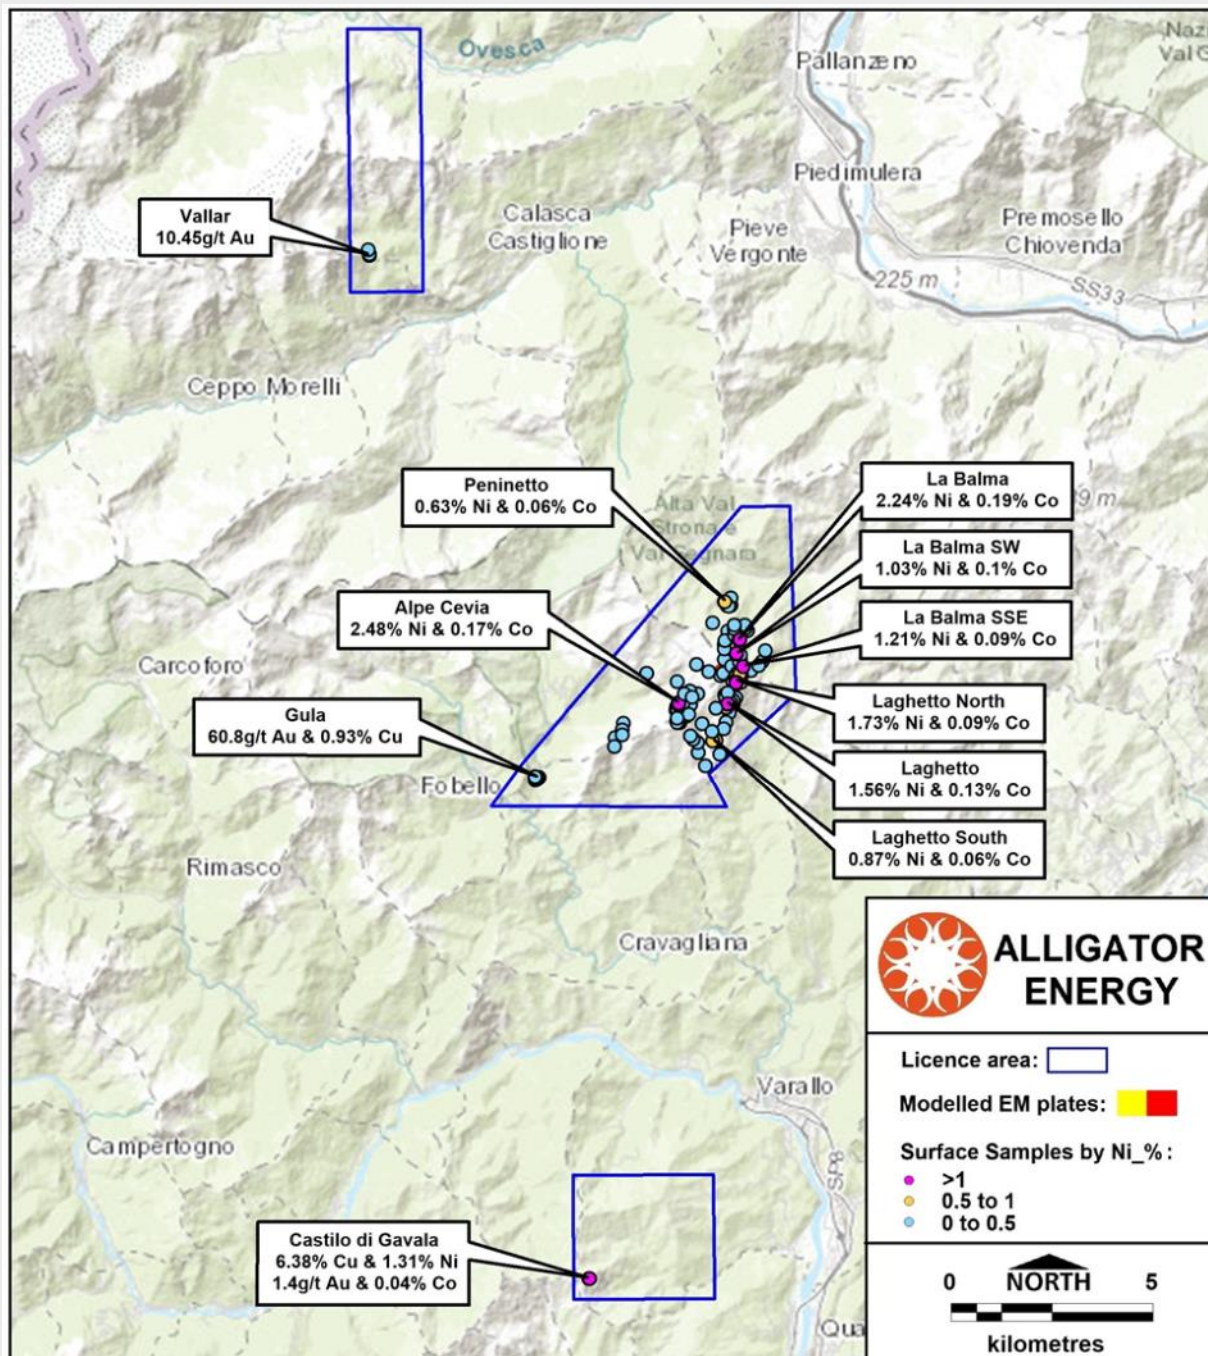 Ovesca
Nazi
Val G
Pallanzeno
Piedimulera
Vallar
10.45g/t Au
Calasca
Castiglione
Pieve
Vergonte
Premosello
Chiovenda
225 m
SS33
Ceppo Morelli
Peninetto
0.63% Ni & 0.06% Co
La Balma
2.24% Ni & 0.19% Co
9 m
Alta Val
Strona e
Val Segnara
La Balma SW
1.03% Ni & 0.1% Co
Alpe Cevia
2.48% Ni & 0.17% Co
La Balma SSE
1.21% Ni & 0.09% Co
Carcoforo
Gula
60.8g/t Au & 0.93% Cu
Laghetto North
1.73% Ni & 0.09% Co
Fobello
Laghetto
1.56% Ni & 0.13% Co
Laghetto South
0.87% Ni & 0.06% Co
Rimasco
Cravagliana
ALLIGATOR
ENERGY
Licence area:
Modelled EM plates:
Surface Samples by Ni_% :
>1
0.5 to 1
0 to 0.5
Varallo
SP8
Campertogno
Castilo di Gavala
6.38% Cu & 1.31% Ni
1.4g/t Au & 0.04% Co
Qua
0 NORTH 5
kilometres